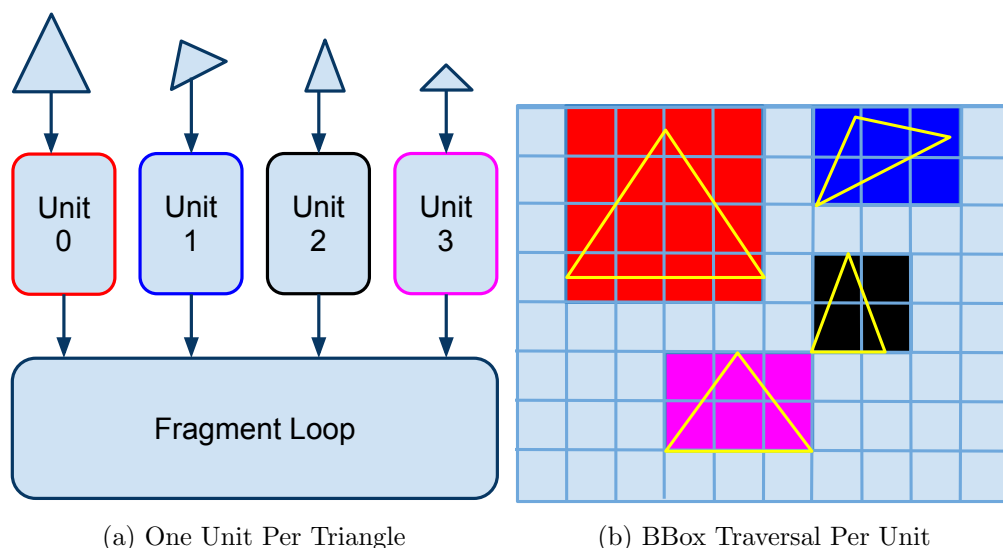 Unit
0
Unit
1
Unit
2
Unit
3
Fragment Loop
(a) One Unit Per Triangle
(b) BBox Traversal Per Unit